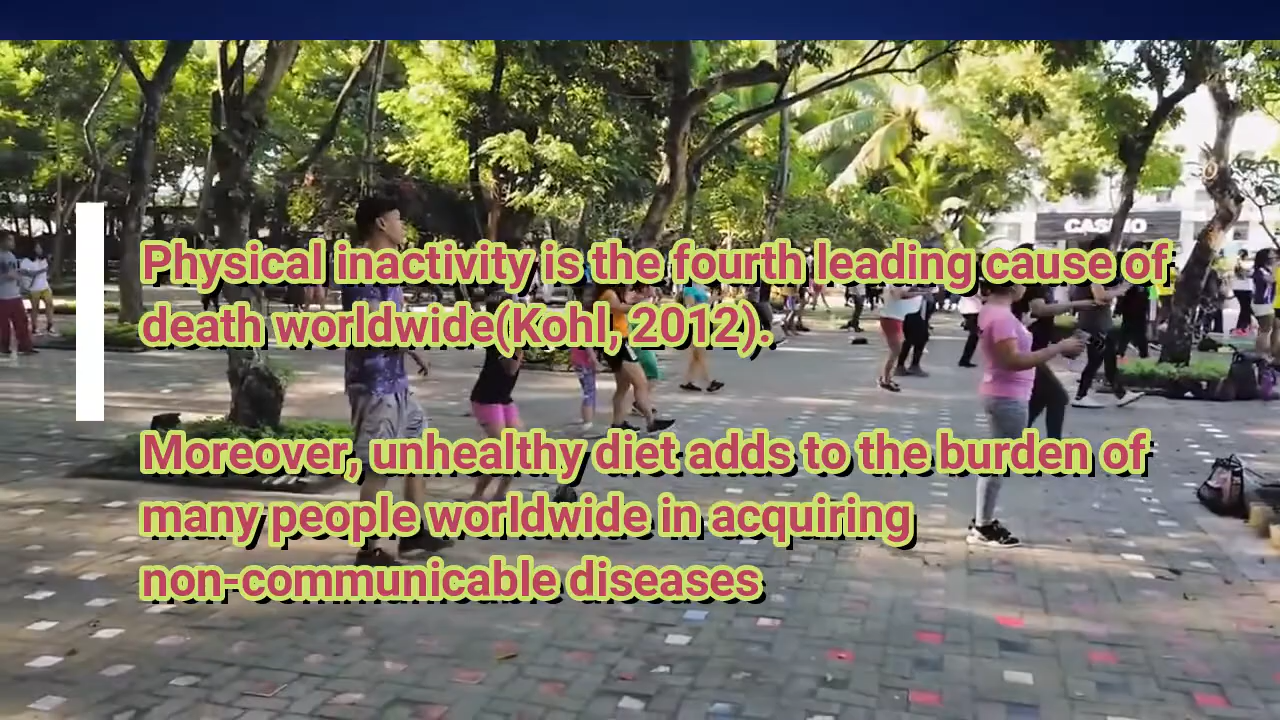 CASINO
Physical inactivity is the fourth leading cause of
death worldwide(Kohl, 2012).
Moreover, unhealthy diet adds to the burden of
many people worldwide in acquiring
non-communicable diseases